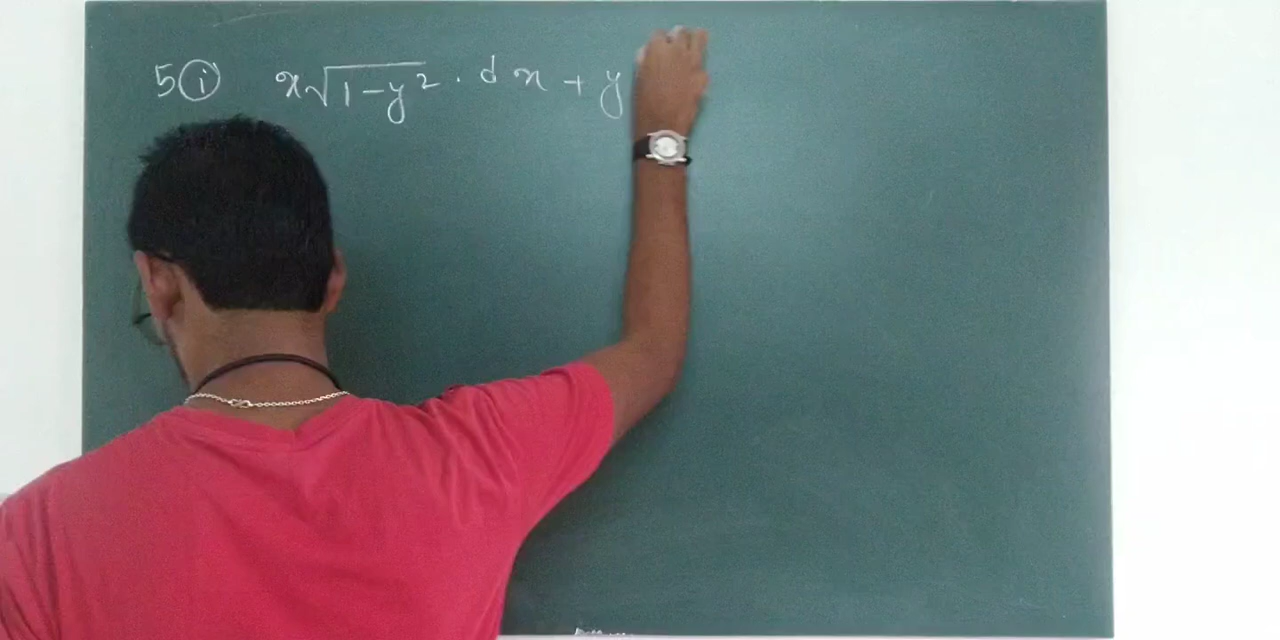 5 ⓘ x√1-y² · dx + y